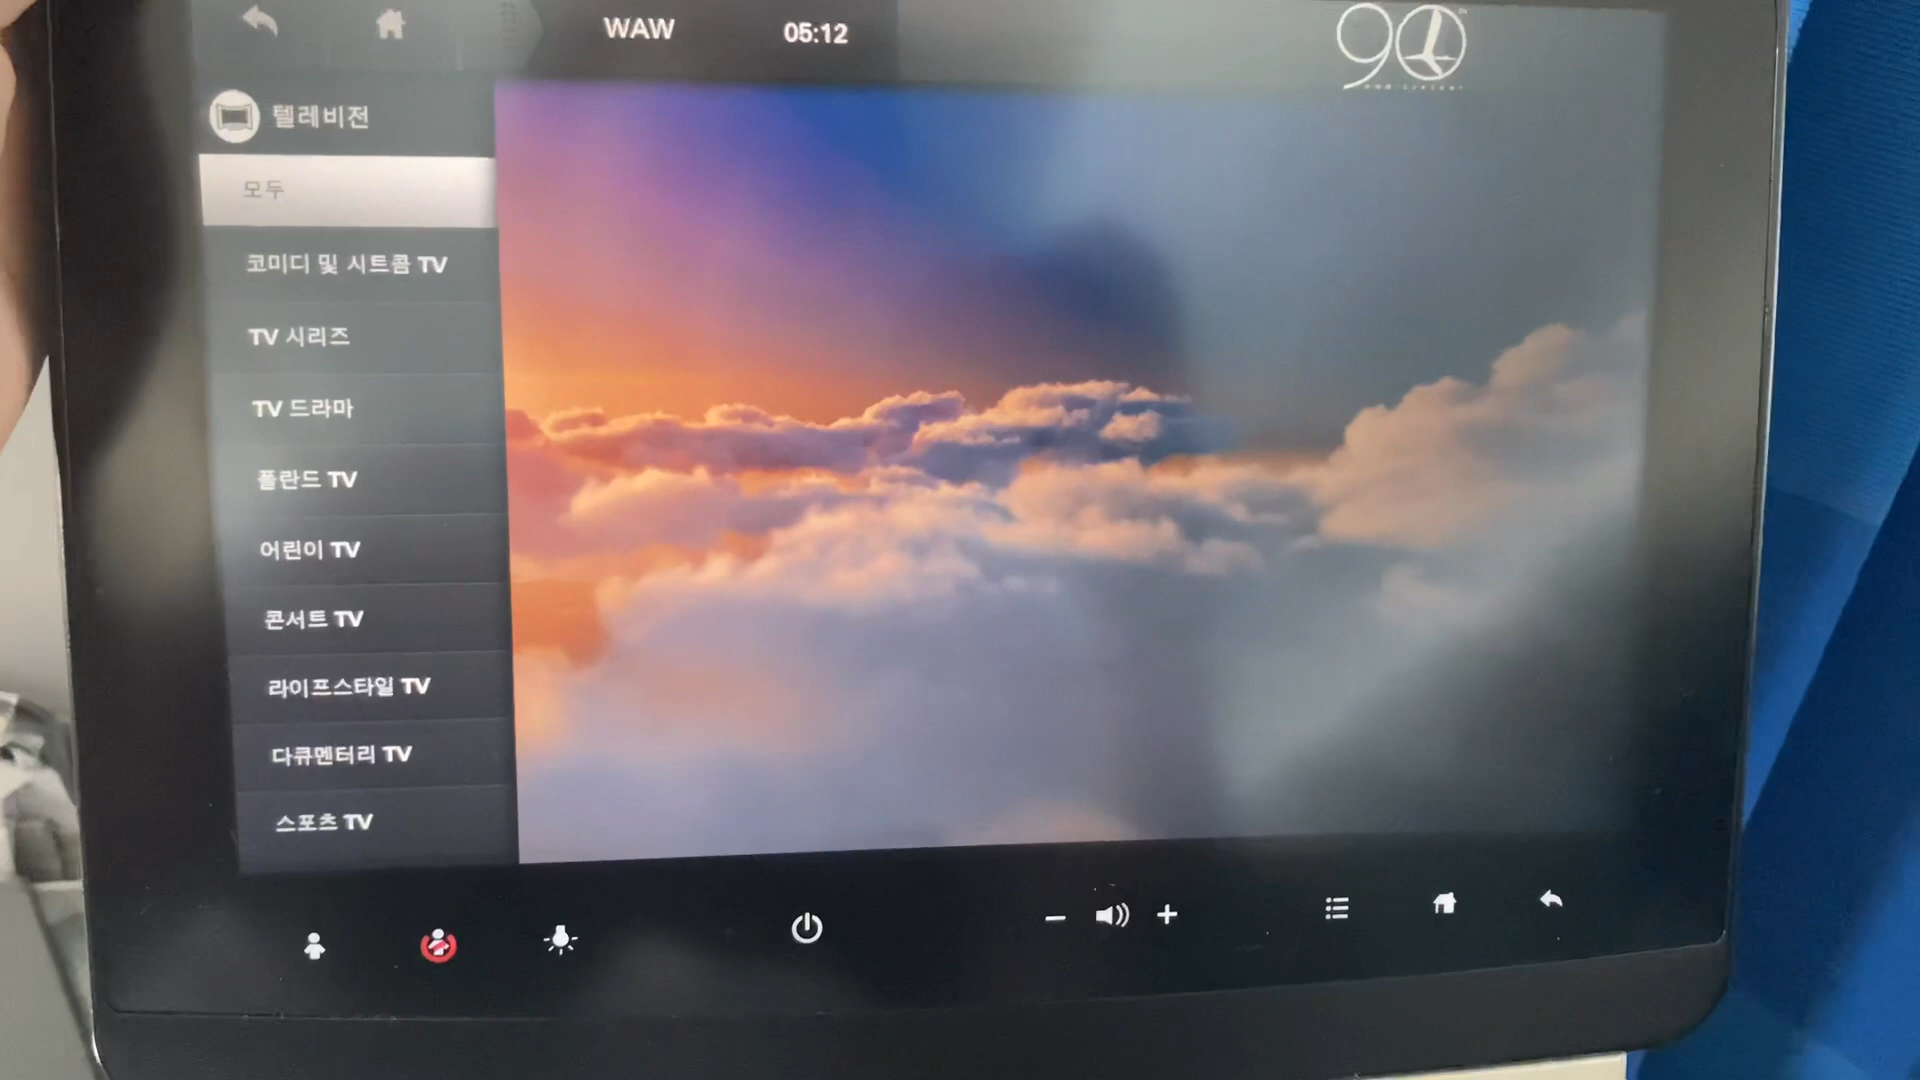 WAW
05:12
90
텔레비전
모두
코미디 및 시트콤 TV
TV 시리즈
TV 드라마
폴란드 TV
어린이 TV
콘서트 TV
라이프스타일 TV
다큐멘터리 TV
스포츠 TV